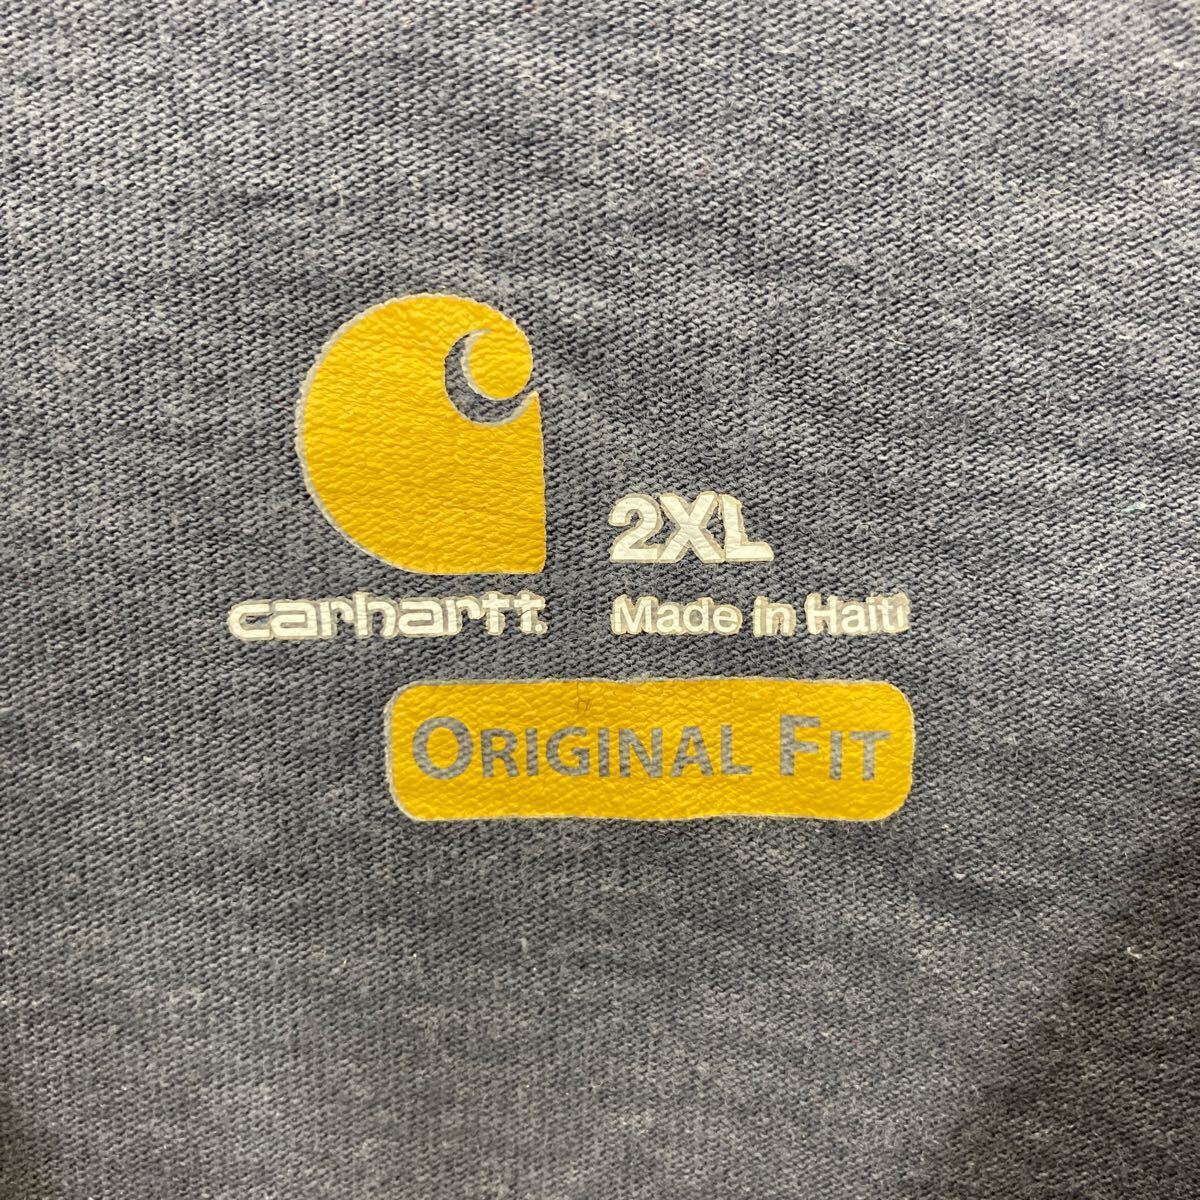 2XL
carhartt.
Made in Haiti
ORIGINAL FIT